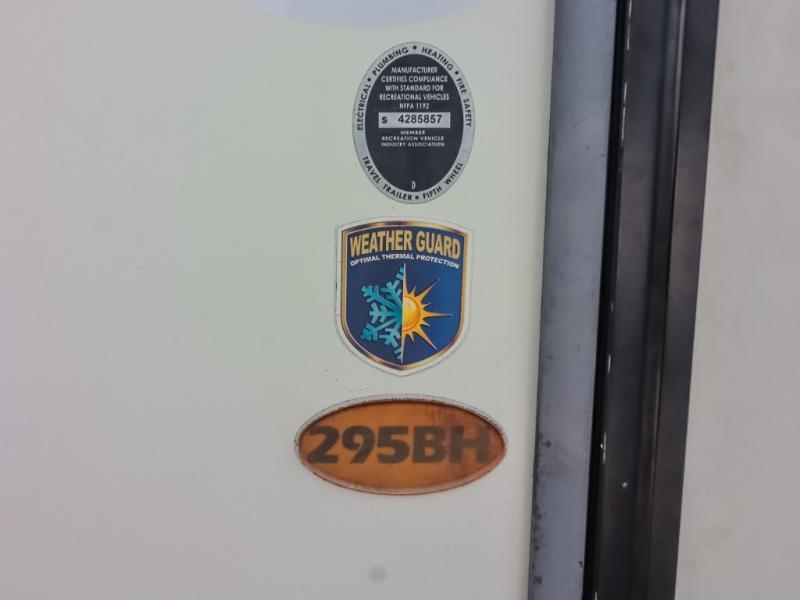 ELECTRICAL • PLUMBING • HEATING • FIRE SAFETY
MANUFACTURER
CERTIFIES COMPLIANCE
WITH STANDARD FOR
RECREATIONAL VEHICLES
NFPA 1192
S 4285857
MEMBER
RECREATION VEHICLE
INDUSTRY ASSOCIATION
D
TRAVEL TRAILER • FIFTH WHEEL
WEATHER GUARD
OPTIMAL THERMAL PROTECTION
295BH